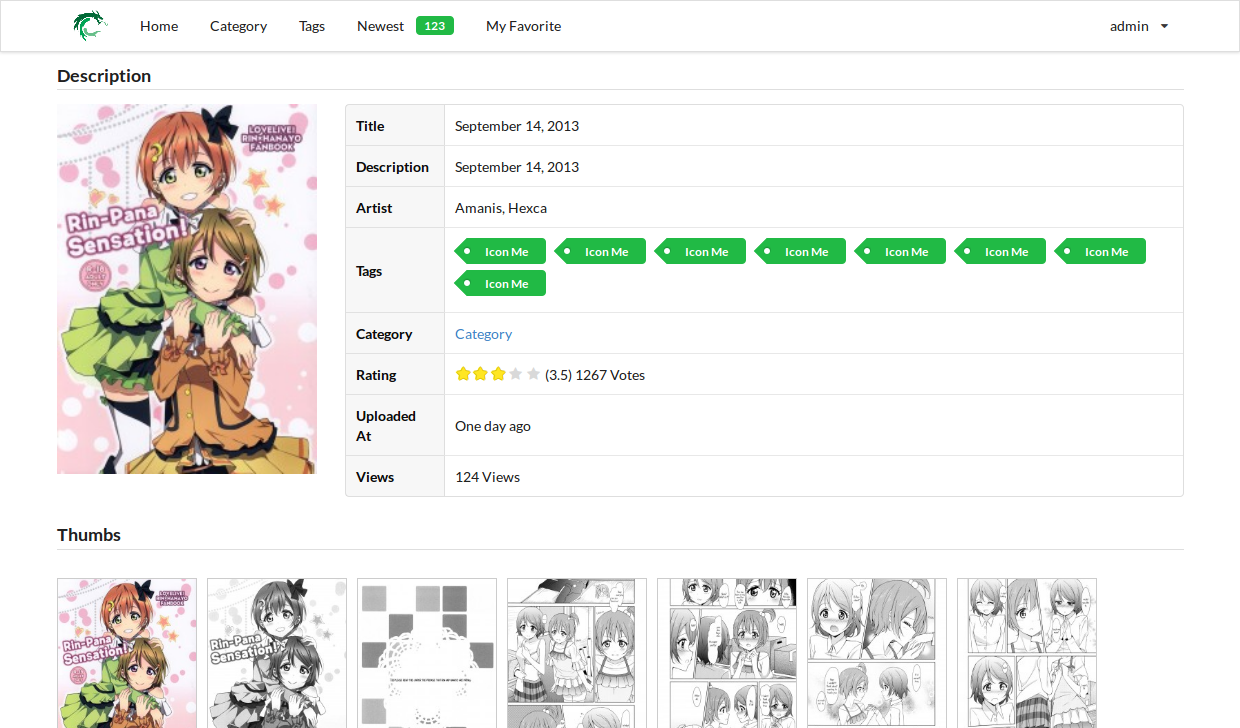 Home Category Tags Newest 123 My Favorite admin
Description
LOVELIVE!
RIN♥HANAYO
FANBOOK
Rin-Pana
Sensation!
Title September 14, 2013
Description September 14, 2013
Artist Amanis, Hexca
Tags Icon Me Icon Me Icon Me Icon Me Icon Me Icon Me Icon Me
Icon Me
Category Category
Rating (3.5) 1267 Votes
Uploaded
At One day ago
Views 124 Views
Thumbs
LOVELIVE!
RIN♥HANAYO
FANBOOK
Rin-Pana
Sensation!
Rin-Pana
Sensation!